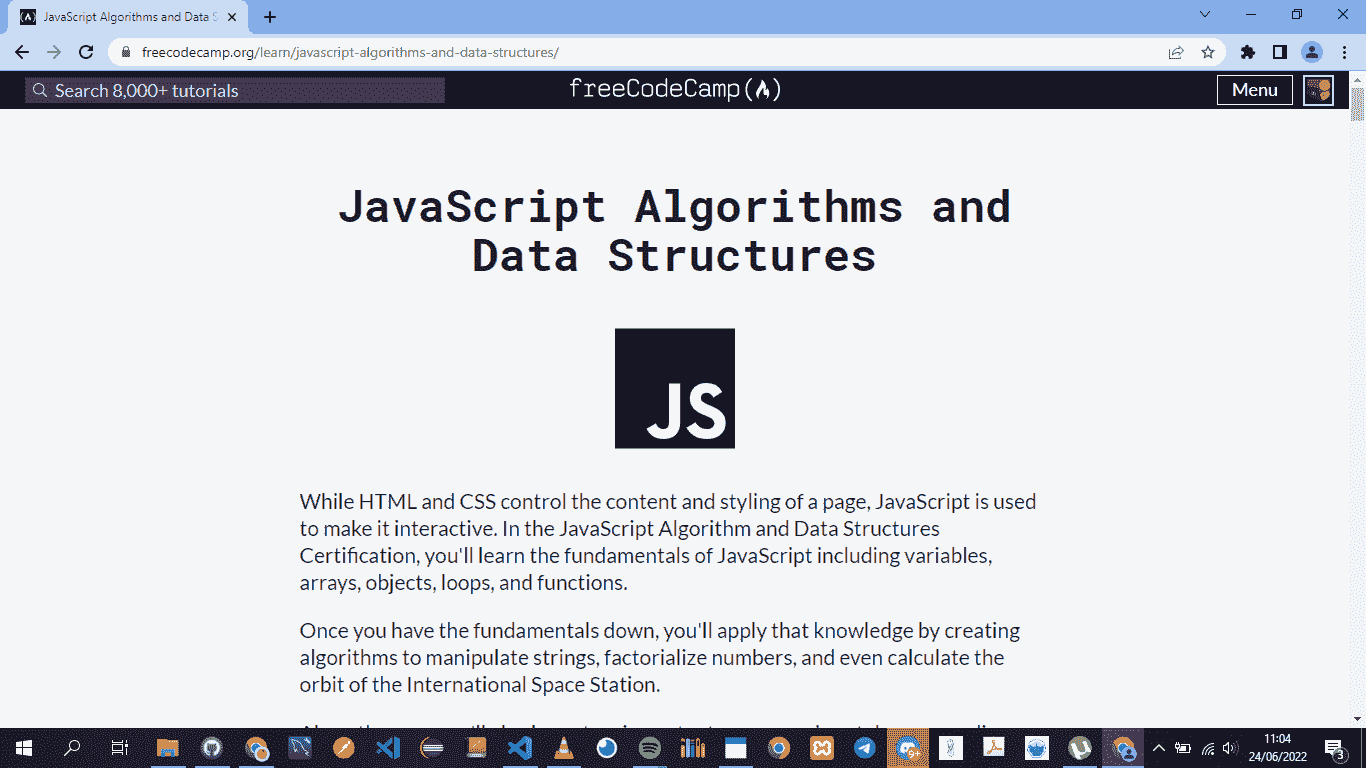 JavaScript Algorithms and Data S
freecodecamp.org/learn/javascript-algorithms-and-data-structures/
Search 8,000+ tutorials
freeCodeCamp
Menu
JavaScript Algorithms and
Data Structures
JS
While HTML and CSS control the content and styling of a page, JavaScript is used
to make it interactive. In the JavaScript Algorithm and Data Structures
Certification, you'll learn the fundamentals of JavaScript including variables,
arrays, objects, loops, and functions.
Once you have the fundamentals down, you'll apply that knowledge by creating
algorithms to manipulate strings, factorialize numbers, and even calculate the
orbit of the International Space Station.
11:04
24/06/2022
3